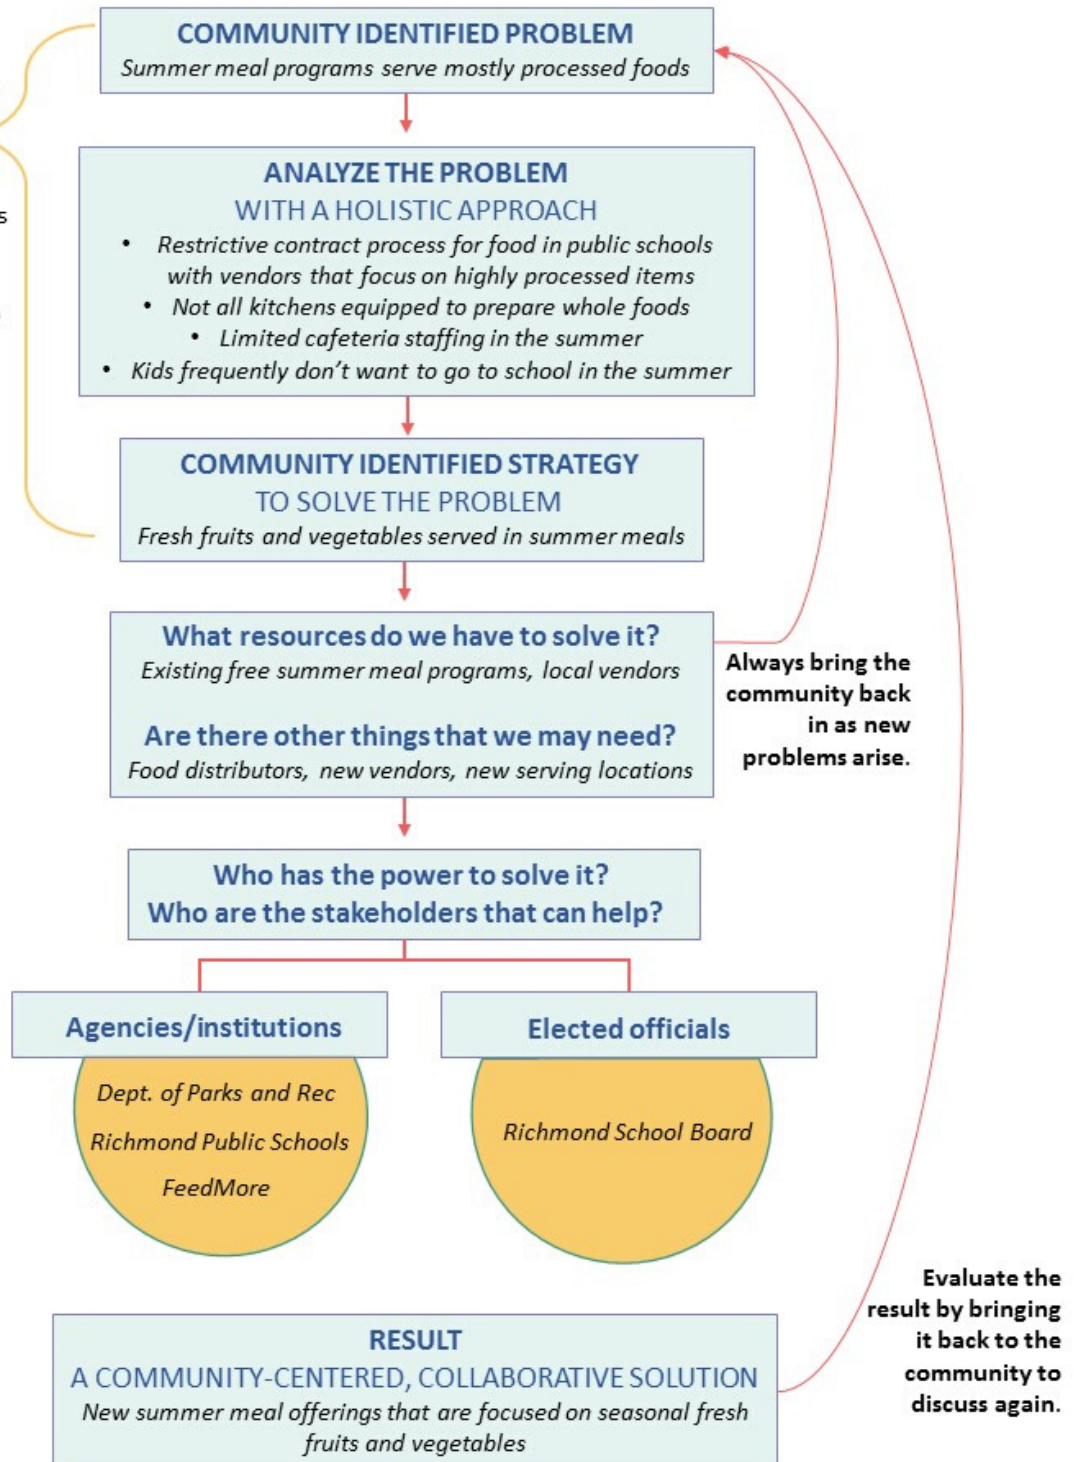 COMMUNITY IDENTIFIED PROBLEM
Summer meal programs serve mostly processed foods
ANALYZE THE PROBLEM
WITH A HOLISTIC APPROACH
• Restrictive contract process for food in public schools
with vendors that focus on highly processed items
• Not all kitchens equipped to prepare whole foods
• Limited cafeteria staffing in the summer
• Kids frequently don't want to go to school in the summer
COMMUNITY IDENTIFIED STRATEGY
TO SOLVE THE PROBLEM
Fresh fruits and vegetables served in summer meals
What resources do we have to solve it?
Existing free summer meal programs, local vendors
Are there other things that we may need?
Food distributors, new vendors, new serving locations
Always bring the
community back
in as new
problems arise.
Who has the power to solve it?
Who are the stakeholders that can help?
Agencies/institutions
Dept. of Parks and Rec
Richmond Public Schools
FeedMore
Elected officials
Richmond School Board
RESULT
A COMMUNITY-CENTERED, COLLABORATIVE SOLUTION
New summer meal offerings that are focused on seasonal fresh
fruits and vegetables
Evaluate the
result by bringing
it back to the
community to
discuss again.